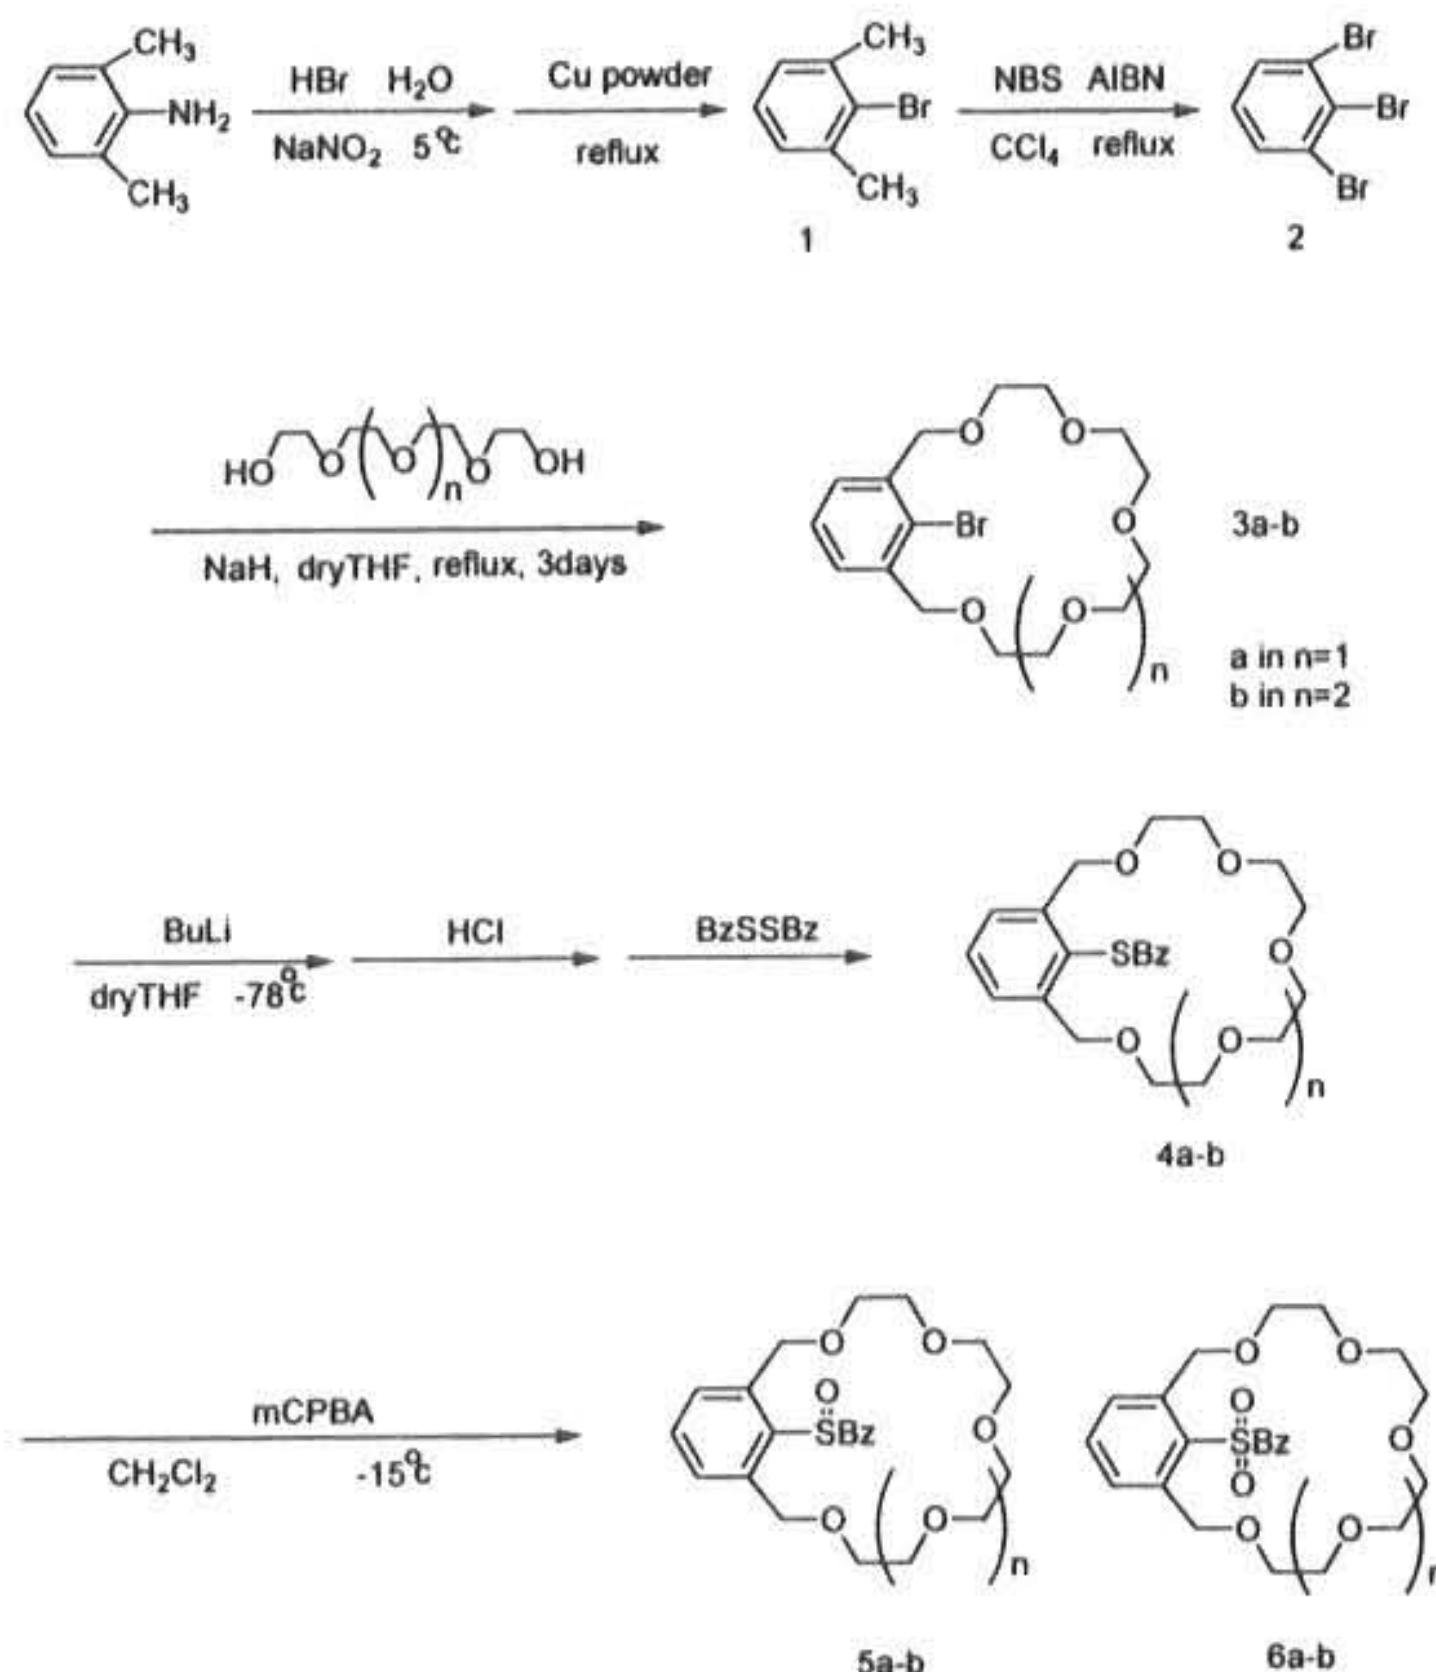 CH3 CH3 Br
HBr H2O Cu powder NBS AIBN
NH2 Br Br
NaNO2 5℃ reflux CCl4 reflux
CH3 CH3 Br
1 2
O O
HO O ( O )n O OH
Br O 3a-b
NaH, dryTHF, reflux, 3days
O ( O )n
a in n=1
b in n=2
O O
BuLi HCl BzSSBz
SBz O
dryTHF -78℃
O ( O )n
4a-b
O O O O
mCPBA O O
SBz O SBz O
CH2Cl2 -15℃ O
O ( O )n O ( O )
5a-b 6a-b